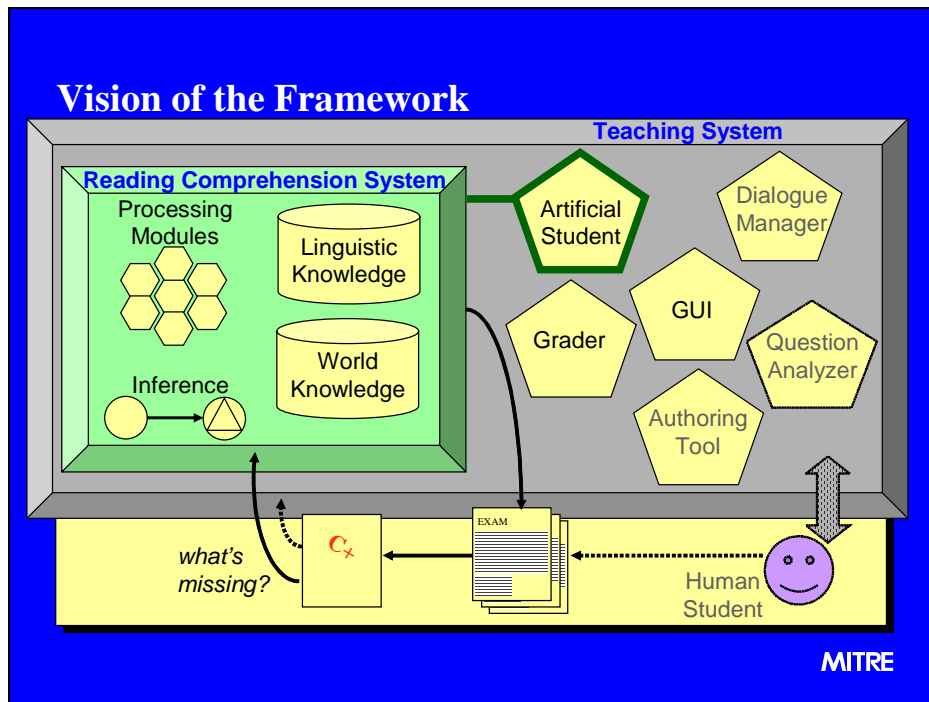 Vision of the Framework
Teaching System
Reading Comprehension System
Processing
Modules
Linguistic
Knowledge
World
Knowledge
Inference
Artificial
Student
Dialogue
Manager
Grader
GUI
Question
Analyzer
Authoring
Tool
what's
missing?
C+
EXAM
Human
Student
MITRE